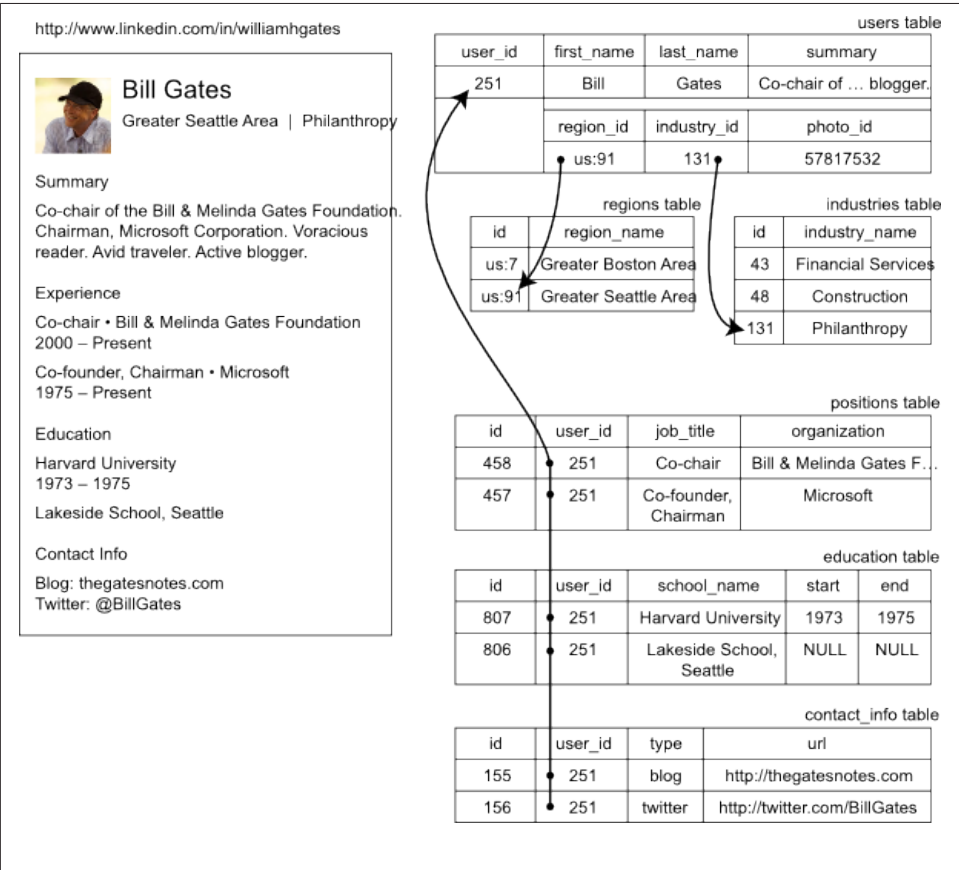 http://www.linkedin.com/in/williamhgates
Bill Gates
Greater Seattle Area | Philanthropy
Summary
Co-chair of the Bill & Melinda Gates Foundation.
Chairman, Microsoft Corporation. Voracious
reader. Avid traveler. Active blogger.
Experience
Co-chair • Bill & Melinda Gates Foundation
2000 – Present
Co-founder, Chairman • Microsoft
1975 – Present
Education
Harvard University
1973 – 1975
Lakeside School, Seattle
Contact Info
Blog: thegatesnotes.com
Twitter: @BillGates
users table
user_id first_name last_name summary
251 Bill Gates Co-chair of … blogger.
region_id industry_id photo_id
us:91 131 57817532
regions table
id region_name
us:7 Greater Boston Area
us:91 Greater Seattle Area
industries table
id industry_name
43 Financial Services
48 Construction
131 Philanthropy
positions table
id user_id job_title organization
458 251 Co-chair Bill & Melinda Gates F…
457 251 Co-founder, Microsoft
Chairman
education table
id user_id school_name start end
807 251 Harvard University 1973 1975
806 251 Lakeside School, NULL NULL
Seattle
contact_info table
id user_id type url
155 251 blog http://thegatesnotes.com
156 251 twitter http://twitter.com/BillGates